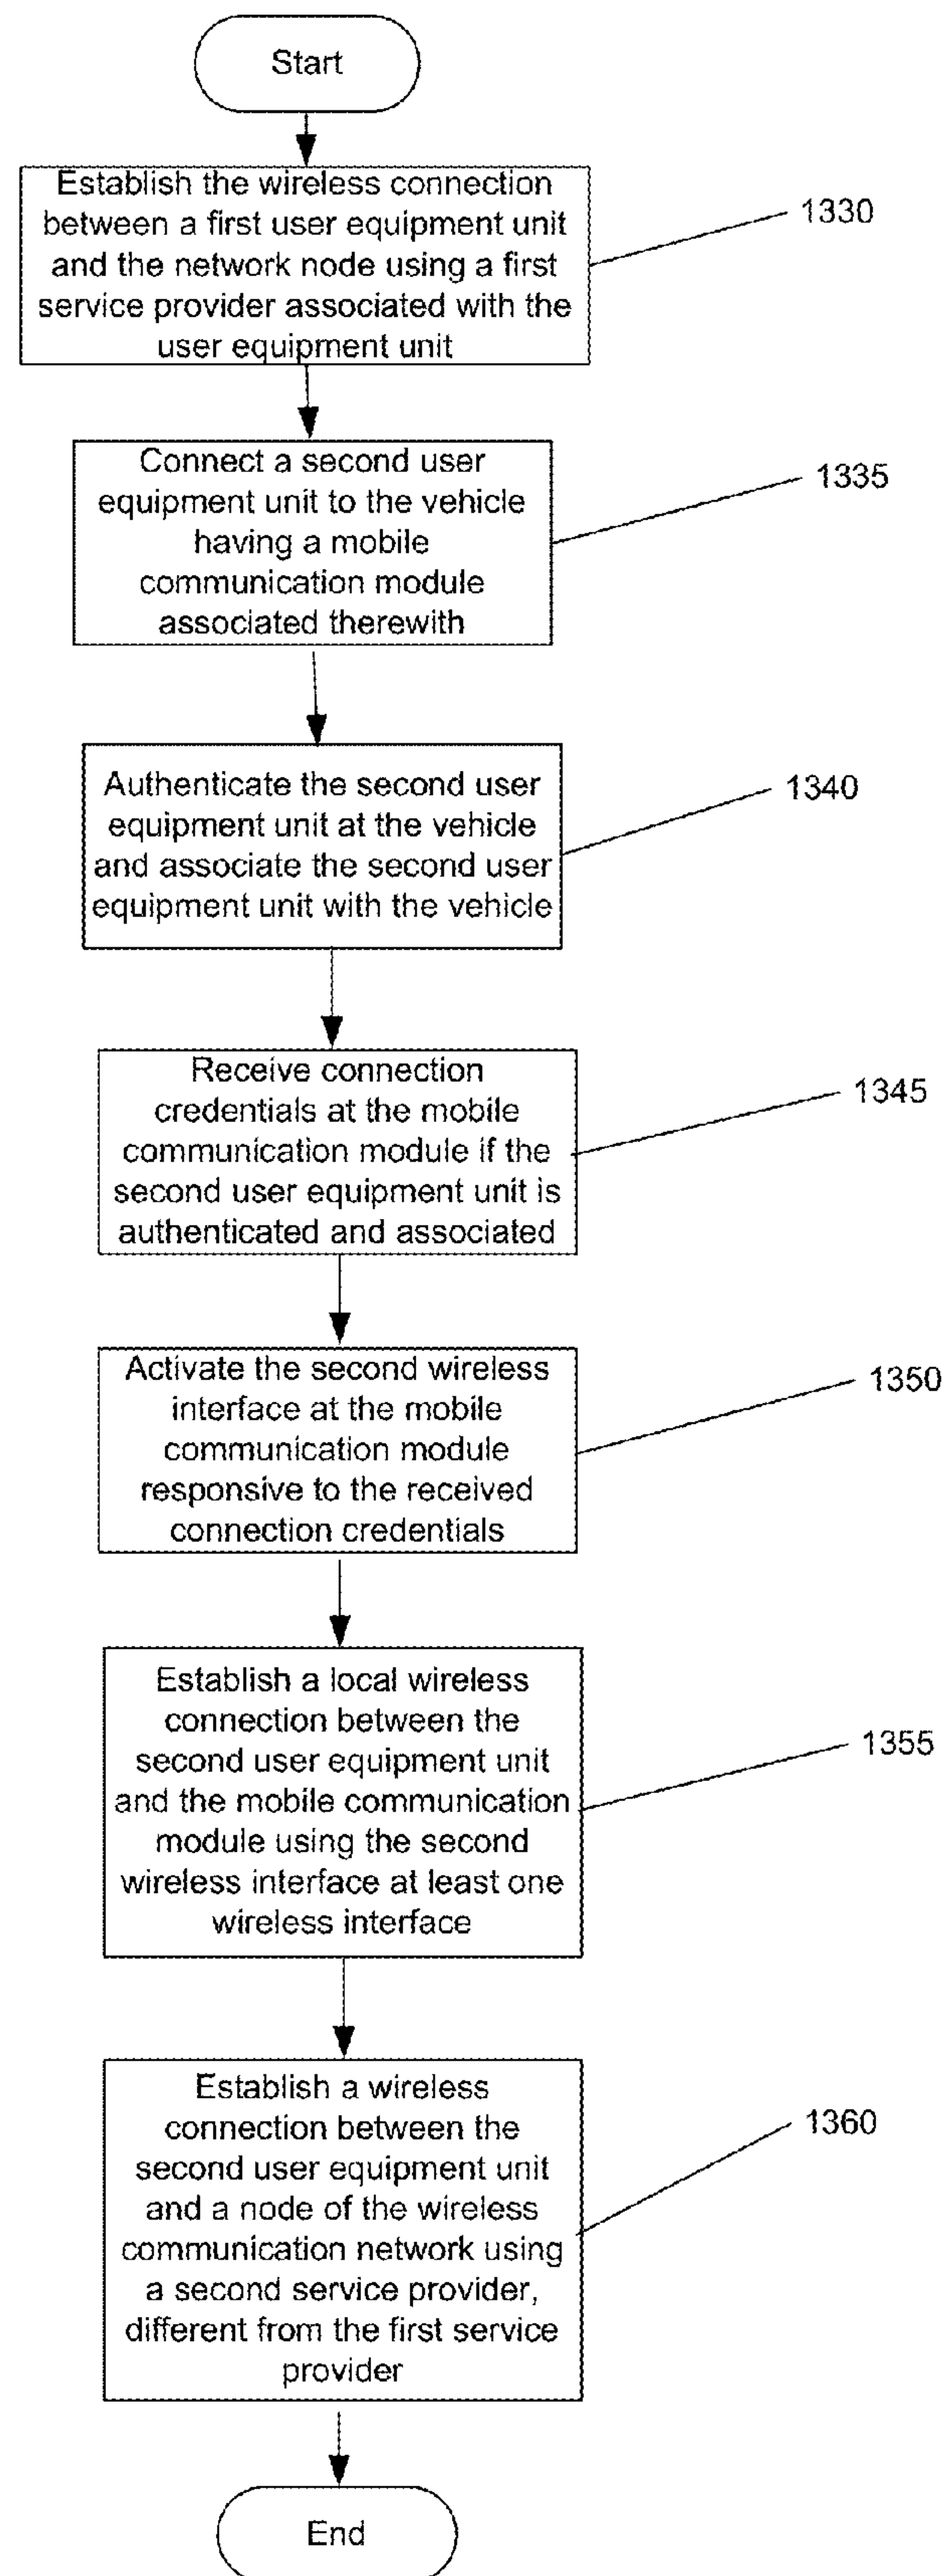 Start
Establish the wireless connection
between a first user equipment unit
and the network node using a first
service provider associated with the
user equipment unit
1330
Connect a second user
equipment unit to the vehicle
having a mobile
communication module
associated therewith
1335
Authenticate the second user
equipment unit at the vehicle
and associate the second user
equipment unit with the vehicle
1340
Receive connection
credentials at the mobile
communication module if the
second user equipment unit is
authenticated and associated
1345
Activate the second wireless
interface at the mobile
communication module
responsive to the received
connection credentials
1350
Establish a local wireless
connection between the
second user equipment unit
and the mobile communication
module using the second
wireless interface at least one
wireless interface
1355
Establish a wireless
connection between the
second user equipment unit
and a node of the wireless
communication network using
a second service provider,
different from the first service
provider
1360
End